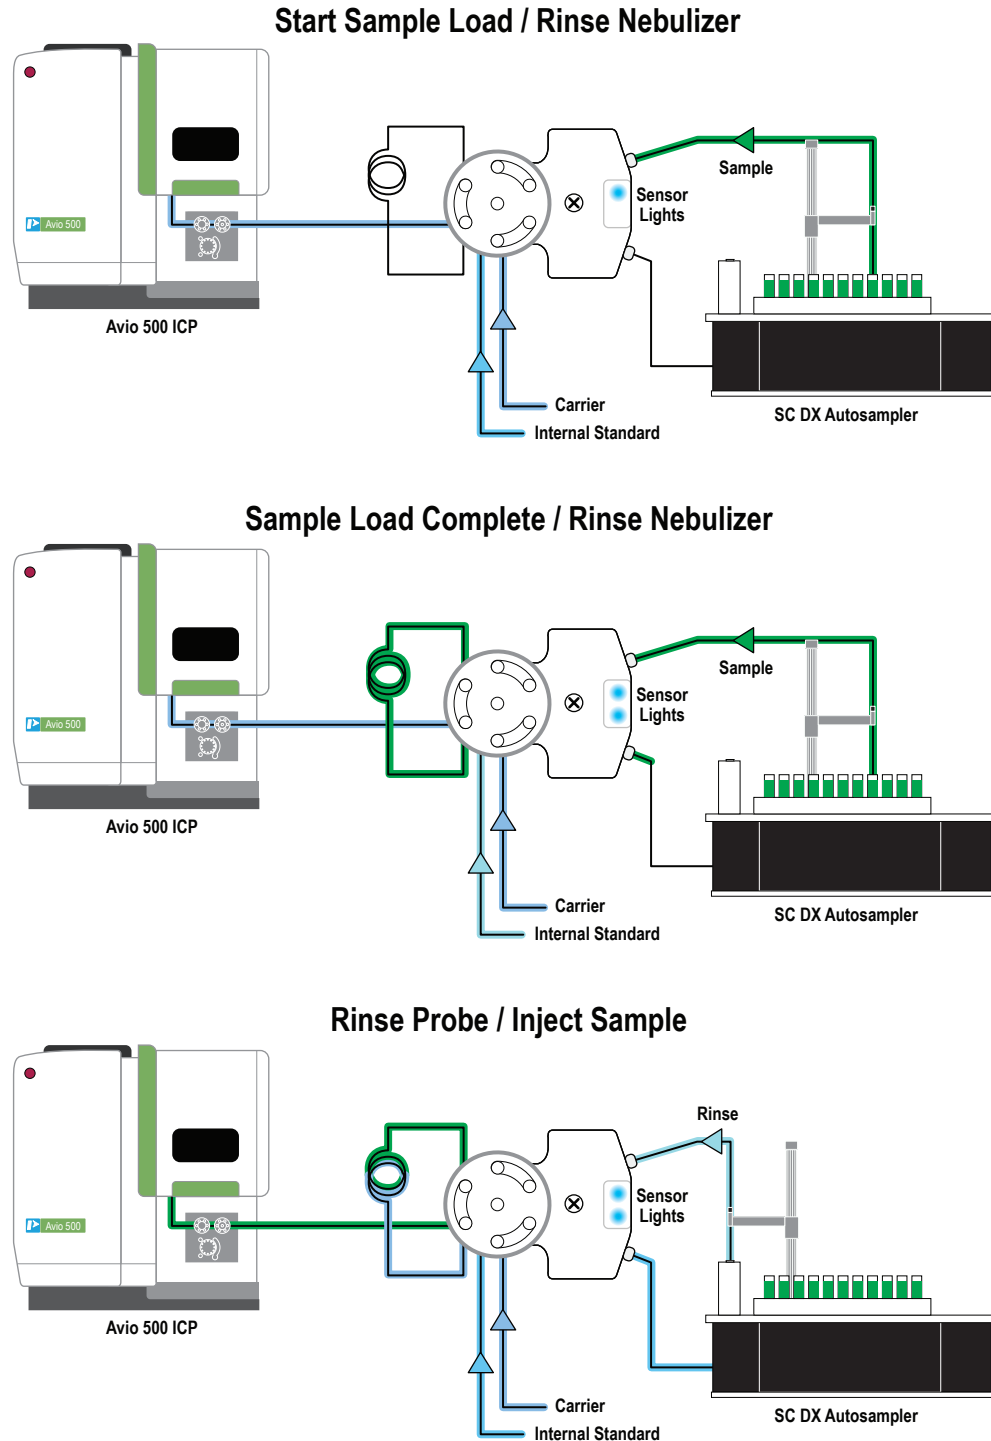 Start Sample Load / Rinse Nebulizer
Sample
Sensor
Lights
Avio 500
Avio 500 ICP
Carrier
Internal Standard
SC DX Autosampler
Sample Load Complete / Rinse Nebulizer
Sample
Sensor
Lights
Avio 500
Avio 500 ICP
Carrier
Internal Standard
SC DX Autosampler
Rinse Probe / Inject Sample
Rinse
Sensor
Lights
Avio 500
Avio 500 ICP
Carrier
Internal Standard
SC DX Autosampler